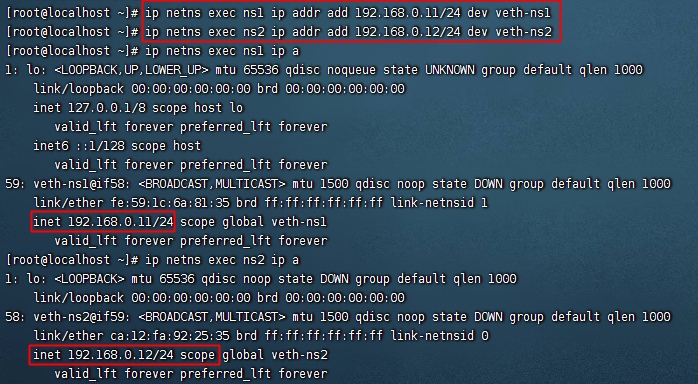 [root@localhost ~]# ip netns exec ns1 ip addr add 192.168.0.11/24 dev veth-ns1
[root@localhost ~]# ip netns exec ns2 ip addr add 192.168.0.12/24 dev veth-ns2
[root@localhost ~]# ip netns exec ns1 ip a
1: lo: <LOOPBACK,UP,LOWER_UP> mtu 65536 qdisc noqueue state UNKNOWN group default qlen 1000
    link/loopback 00:00:00:00:00:00 brd 00:00:00:00:00:00
    inet 127.0.0.1/8 scope host lo
       valid_lft forever preferred_lft forever
    inet6 ::1/128 scope host
       valid_lft forever preferred_lft forever
59: veth-ns1@if58: <BROADCAST,MULTICAST> mtu 1500 qdisc noop state DOWN group default qlen 1000
    link/ether fe:59:1c:6a:81:35 brd ff:ff:ff:ff:ff:ff link-netnsid 1
    inet 192.168.0.11/24 scope global veth-ns1
       valid_lft forever preferred_lft forever
[root@localhost ~]# ip netns exec ns2 ip a
1: lo: <LOOPBACK> mtu 65536 qdisc noop state DOWN group default qlen 1000
    link/loopback 00:00:00:00:00:00 brd 00:00:00:00:00:00
58: veth-ns2@if59: <BROADCAST,MULTICAST> mtu 1500 qdisc noop state DOWN group default qlen 1000
    link/ether ca:12:fa:92:25:35 brd ff:ff:ff:ff:ff:ff link-netnsid 0
    inet 192.168.0.12/24 scope global veth-ns2
       valid_lft forever preferred_lft forever